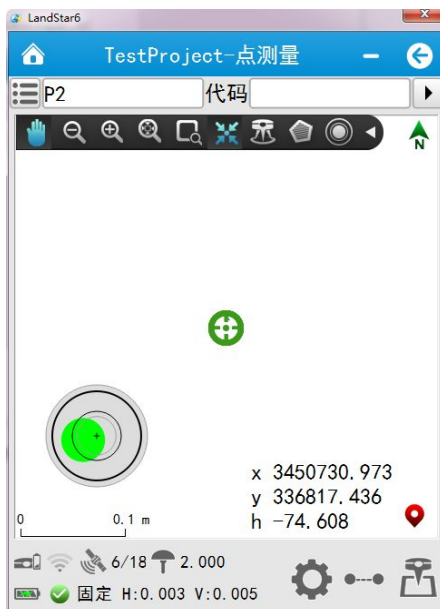 LandStar6
TestProject-点测量
P2 代码
N
x 3450730.973
y 336817.436
h -74.608
0 0.1 m
6/18 2.000
固定 H:0.003 V:0.005